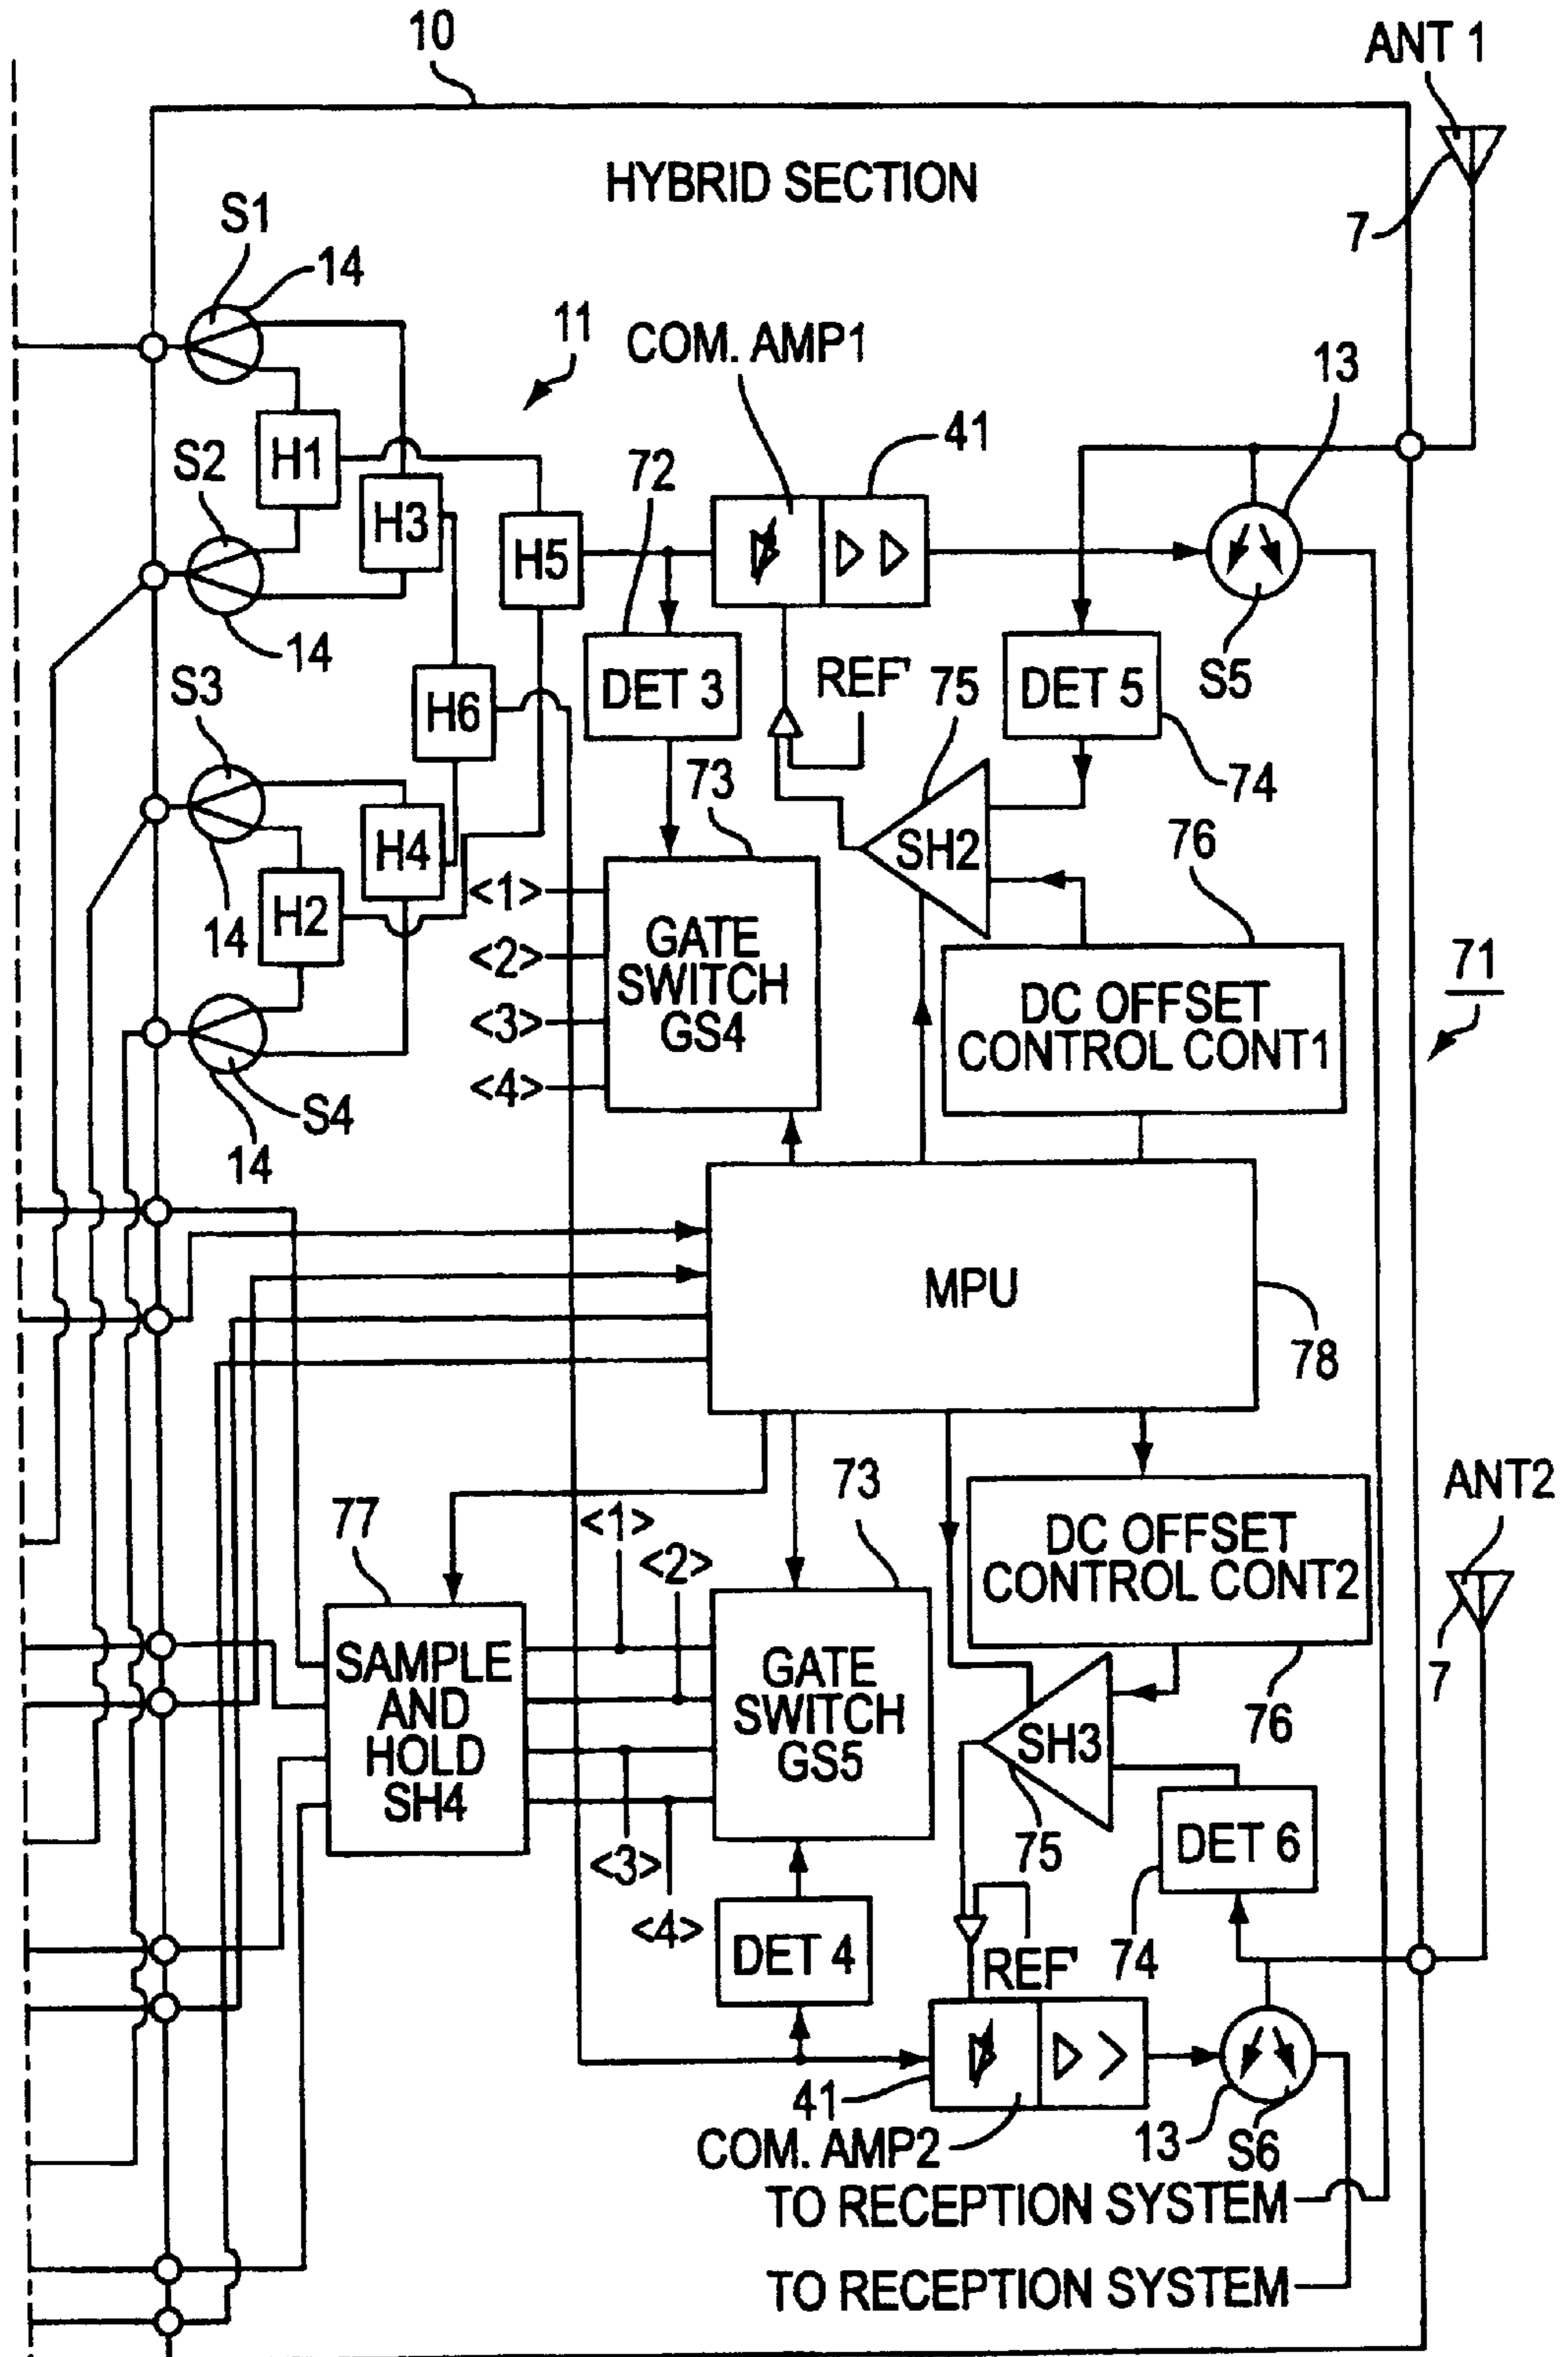 10
ANT 1
HYBRID SECTION
7
S1
14
11
COM. AMP1
13
41
S2
H1
72
H3
H5
14
S3
DET 3
REF'
75
DET 5
S5
H6
73
74
SH2
76
H4
<1>
14
H2
GATE
SWITCH
GS4
<2>
<3>
<4>
DC OFFSET
CONTROL CONT1
71
S4
14
MPU
78
73
ANT2
77
<1>
<2>
DC OFFSET
CONTROL CONT2
7
SAMPLE
AND
HOLD
SH4
GATE
SWITCH
GS5
SH3
76
75
DET 6
<3>
<4>
DET 4
REF'
74
41
COM. AMP2
13
S6
TO RECEPTION SYSTEM
TO RECEPTION SYSTEM